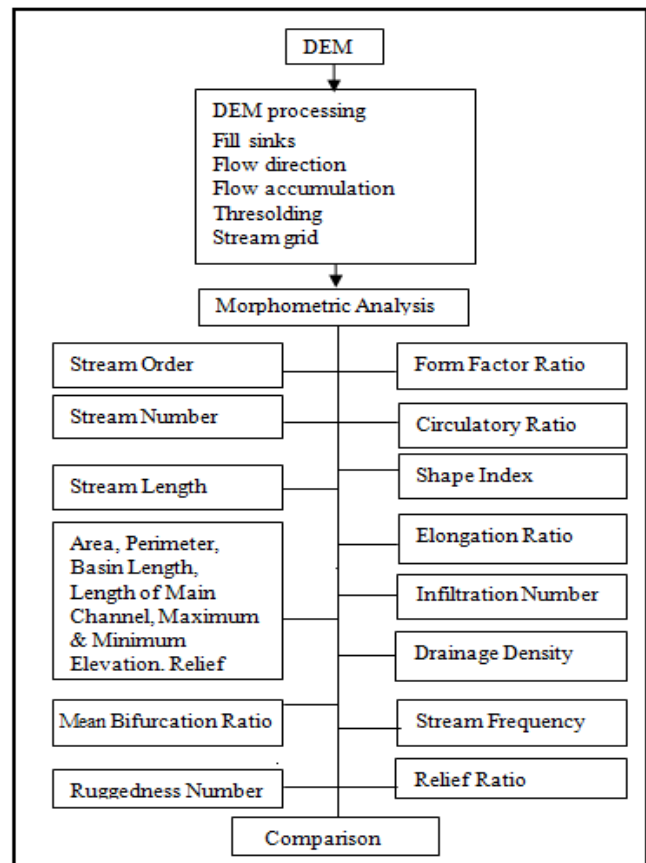 DEM
DEM processing
Fill sinks
Flow direction
Flow accumulation
Thresolding
Stream grid
Morphometric Analysis
Stream Order
Form Factor Ratio
Stream Number
Circulatory Ratio
Shape Index
Stream Length
Elongation Ratio
Area, Perimeter,
Basin Length,
Length of Main
Channel, Maximum
& Minimum
Elevation. Relief
Infiltration Number
Drainage Density
Mean Bifurcation Ratio
Stream Frequency
Ruggedness Number
Relief Ratio
Comparison